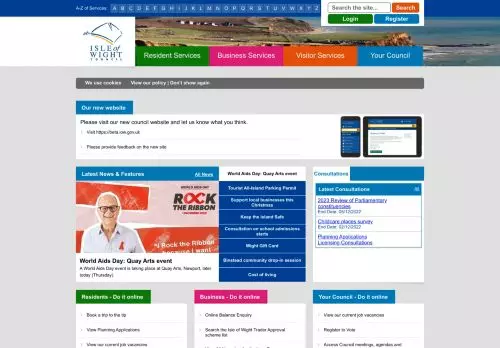 A-Z of Services: A B C D E F G H I J K L M N O P Q R S T U V W X Y Z
Search the site...
Search
Login
Register
ISLE of
WIGHT
COUNCIL
Resident Services
Business Services
Visitor Services
Your Council
We use cookies
View our policy | Don't show again
Our new website
Please visit our new council website and let us know what you think.
Visit https://beta.iow.gov.uk
Please provide feedback on the new site
Latest News & Features
All News
WORLD AIDS DAY
ROCK
THE RIBBON
1 DECEMBER 2022
"I Rock the Ribbon
World Aids Day: Quay Arts event
A World Aids Day event is taking place at Quay Arts, Newport, later
today (Thursday).
World Aids Day: Quay Arts event
Tourist All-Island Parking Permit
Support local businesses this
Christmas
Keep the Island Safe
Consultation on school admissions
starts
Wight Gift Card
Binstead community drop-in session
Cost of living
Consultations
Latest Consultations
All
2023 Review of Parliamentary
constituencies
End Date: 05/12/2022
Childcare places survey
End Date: 02/12/2022
Planning Applications
Licensing Consultations
Residents - Do it online
Book a trip to the tip
View Planning Applications
View our current job vacancies
Business - Do it online
Online Balance Enquiry
Search the Isle of Wight Trader Approval
scheme list
Your Council - Do it online
View our current job vacancies
Register to Vote
Access Council meetings, agendas and